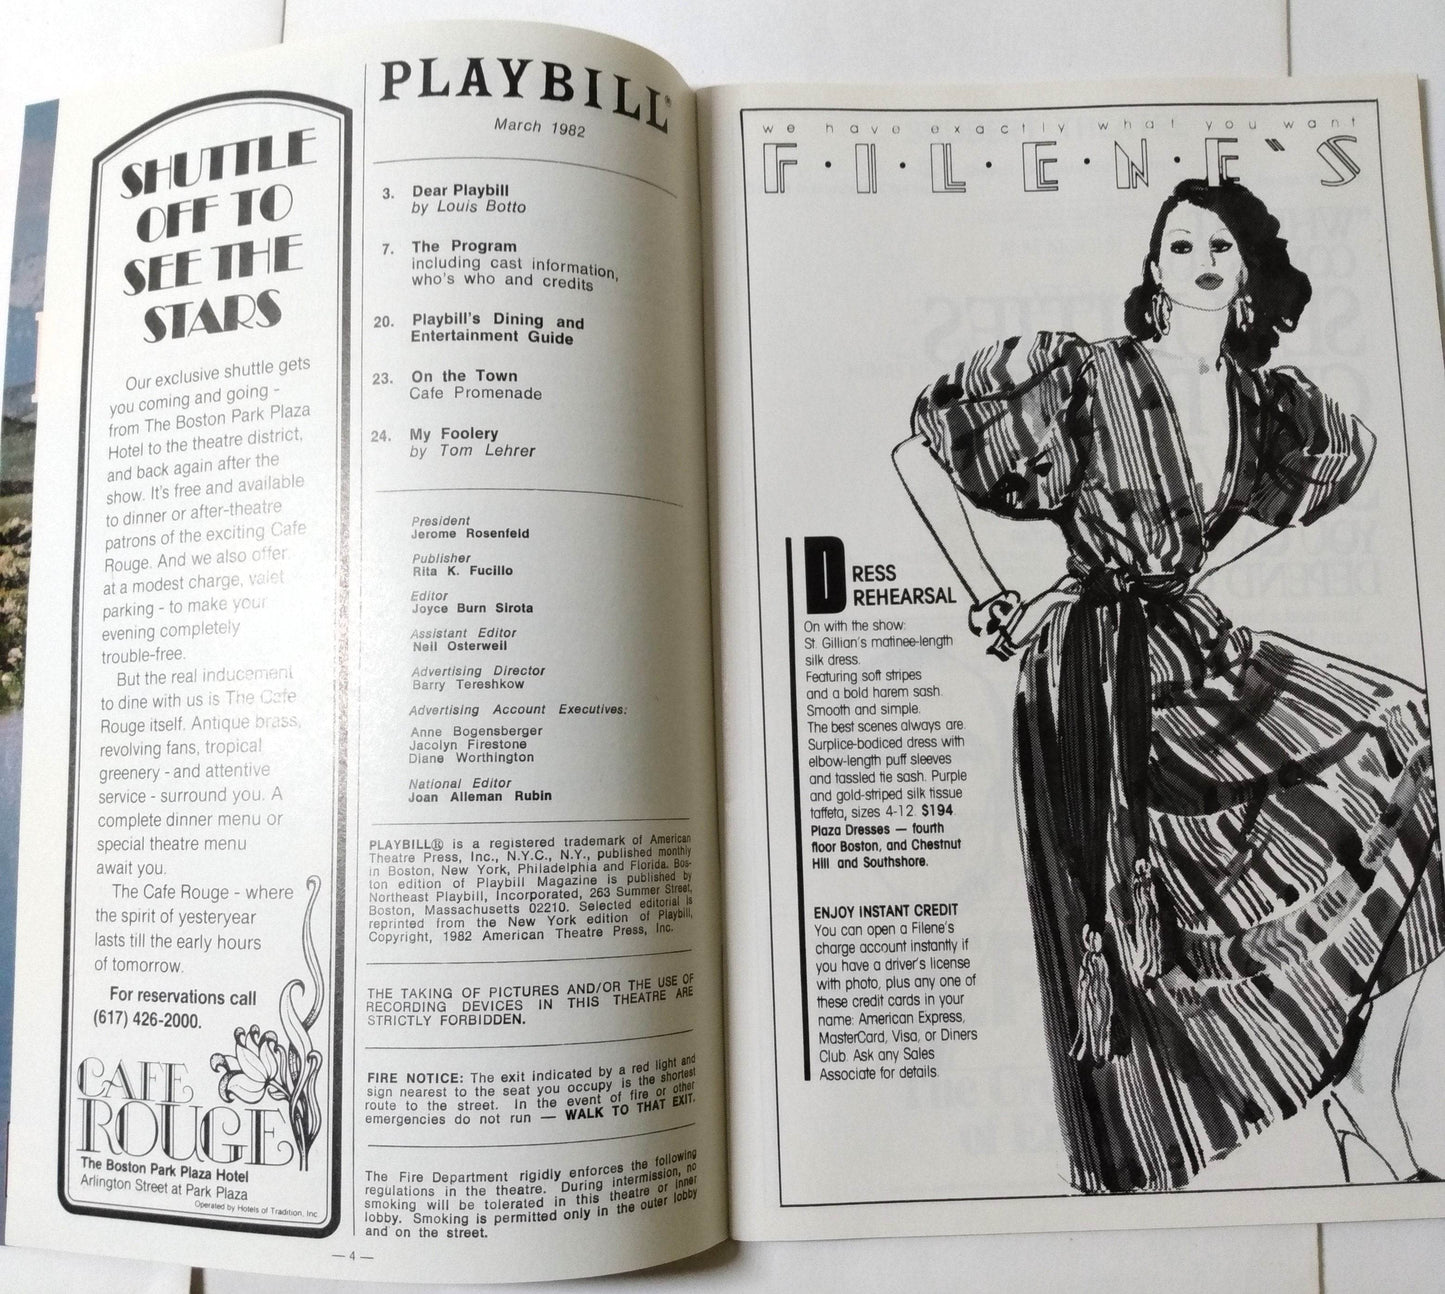 SHUTTLE
OFF TO
SEE THE
STARS
Our exclusive shuttle gets
you coming and going -
from The Boston Park Plaza
Hotel to the theatre district,
and back again after the
show. It's free and available
to dinner or after-theatre
patrons of the exciting Cafe
Rouge. And we also offer,
at a modest charge, valet
parking - to make your
evening completely
trouble-free.
But the real inducement
to dine with us is The Cafe
Rouge itself. Antique brass,
revolving fans, tropical
greenery - and attentive
service - surround you. A
complete dinner menu or
special theatre menu
await you.
The Cafe Rouge - where
the spirit of yesteryear
lasts till the early hours
of tomorrow.
For reservations call
(617) 426-2000.
CAFE
ROUGE
The Boston Park Plaza Hotel
Arlington Street at Park Plaza
Operated by Hotels of Tradition, Inc
PLAYBILL®
March 1982
3. Dear Playbill
by Louis Botto
7. The Program
including cast information,
who's who and credits
20. Playbill's Dining and
Entertainment Guide
23. On the Town
Cafe Promenade
24. My Foolery
by Tom Lehrer
President
Jerome Rosenfeld
Publisher
Rita K. Fucillo
Editor
Joyce Burn Sirota
Assistant Editor
Neil Osterweil
Advertising Director
Barry Tereshkow
Advertising Account Executives:
Anne Bogensberger
Jacolyn Firestone
Diane Worthington
National Editor
Joan Alleman Rubin
PLAYBILL® is a registered trademark of American
Theatre Press, Inc., N.Y.C., N.Y., published monthly
in Boston, New York, Philadelphia and Florida. Bos-
ton edition of Playbill Magazine is published by
Northeast Playbill, Incorporated, 263 Summer Street,
Boston, Massachusetts 02210. Selected editorial is
reprinted from the New York edition of Playbill,
Copyright, 1982 American Theatre Press, Inc.
THE TAKING OF PICTURES AND/OR THE USE OF
RECORDING DEVICES IN THIS THEATRE ARE
STRICTLY FORBIDDEN.
FIRE NOTICE: The exit indicated by a red light and
sign nearest to the seat you occupy is the shortest
route to the street. In the event of fire or other
emergencies do not run — WALK TO THAT EXIT.
The Fire Department rigidly enforces the following
regulations in the theatre. During intermission, no
smoking will be tolerated in this theatre or inner
lobby. Smoking is permitted only in the outer lobby
and on the street.
— 4 —
we have exactly what you want
F·I·L·E·N·E'S
DRESS
REHEARSAL
On with the show:
St. Gillian's matinee-length
silk dress.
Featuring soft stripes
and a bold harem sash.
Smooth and simple.
The best scenes always are.
Surplice-bodiced dress with
elbow-length puff sleeves
and tassled tie sash. Purple
and gold-striped silk tissue
taffeta, sizes 4-12. $194.
Plaza Dresses — fourth
floor Boston, and Chestnut
Hill and Southshore.
ENJOY INSTANT CREDIT
You can open a Filene's
charge account instantly if
you have a driver's license
with photo, plus any one of
these credit cards in your
name: American Express,
MasterCard, Visa, or Diners
Club. Ask any Sales
Associate for details.